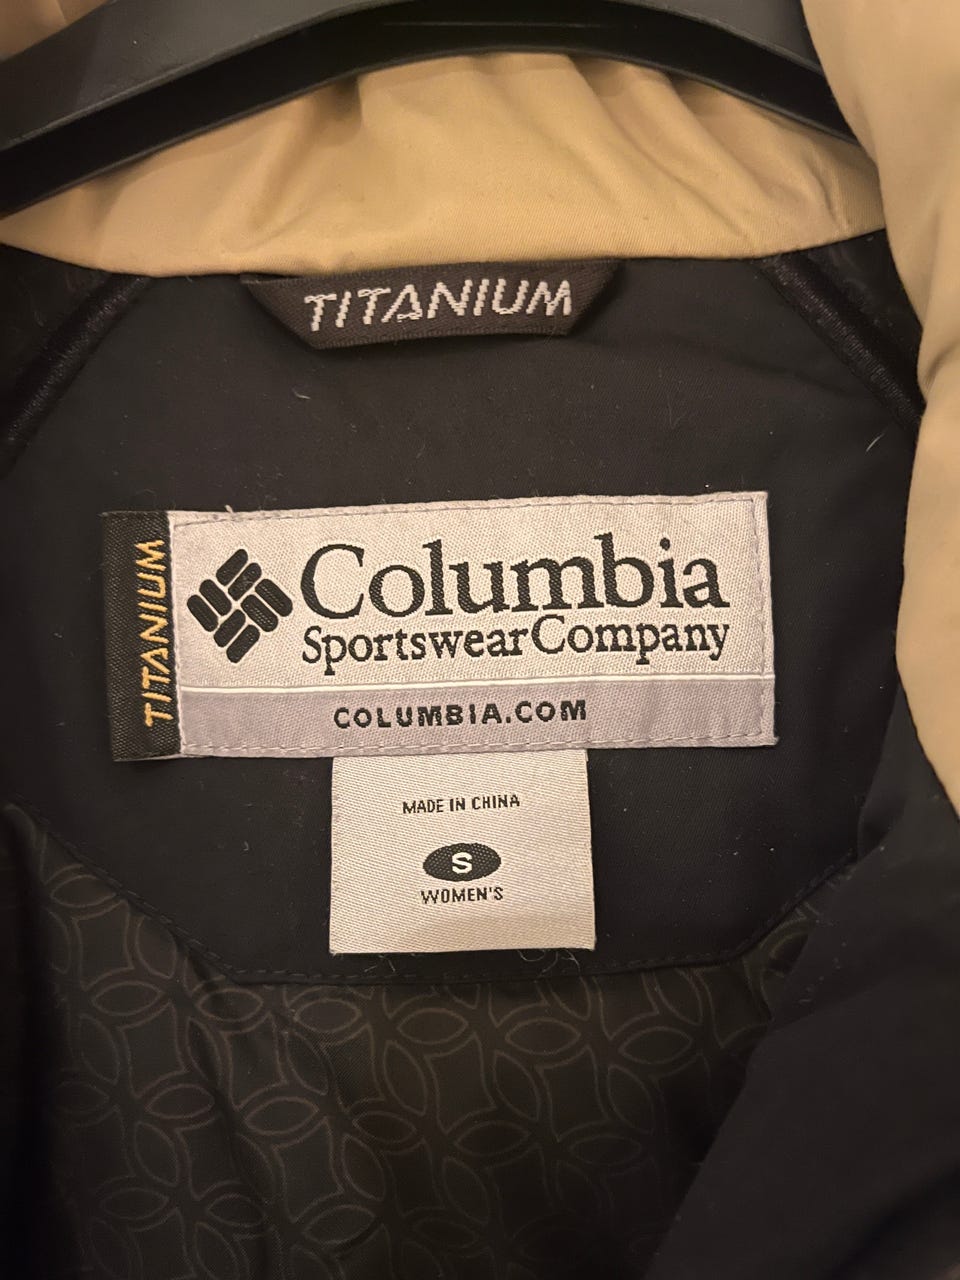 TITANIUM
TITANIUM
Columbia
Sportswear Company
COLUMBIA.COM
MADE IN CHINA
S
WOMEN'S